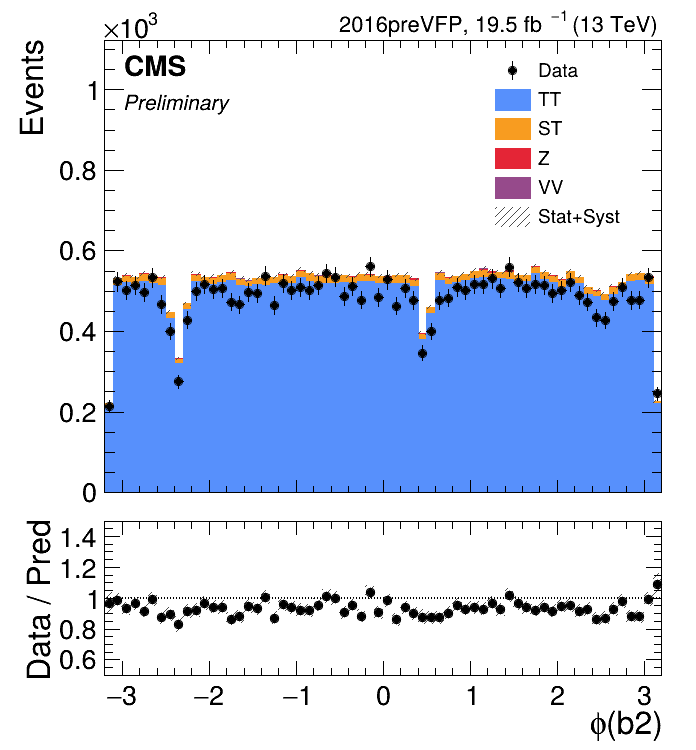 ×10³ 2016preVFP, 19.5 fb ⁻¹ (13 TeV)
CMS
Preliminary
Events
Data
TT
ST
Z
VV
Stat+Syst
1
0.8
0.6
0.4
0.2
0
Data / Pred
1.4
1.2
1
0.8
0.6
−3 −2 −1 0 1 2 3
ϕ(b2)